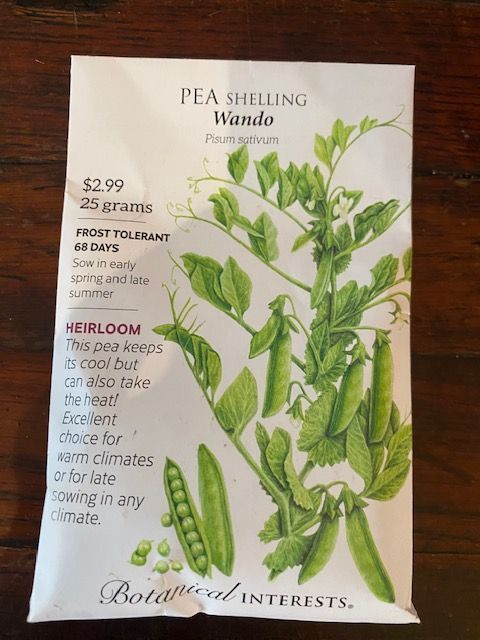 PEA SHELLING
Wando
Pisum sativum
$2.99
25 grams
FROST TOLERANT
68 DAYS
Sow in early
spring and late
summer
HEIRLOOM
This pea keeps
its cool but
can also take
the heat!
Excellent
choice for
warm climates
or for late
sowing in any
climate.
Botanical INTERESTS®